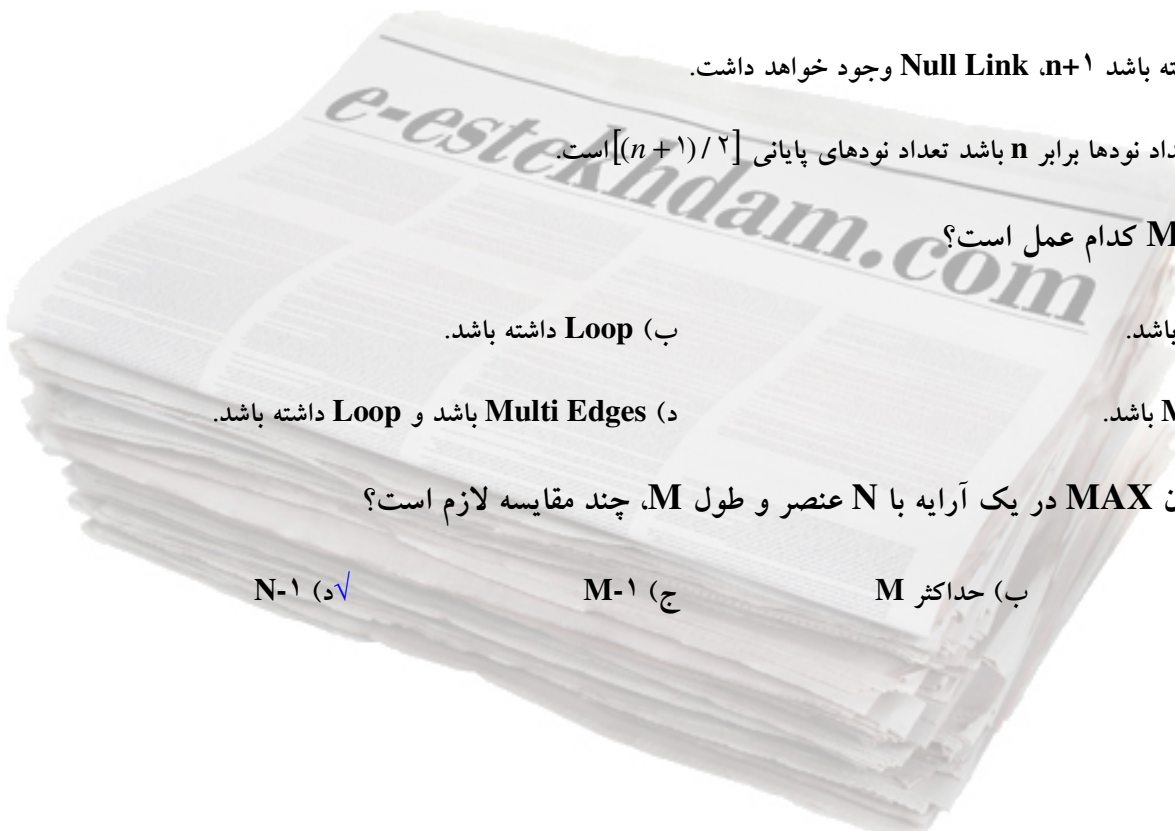 ته باشد n+۱، Null Link وجود خواهد داشت.
داد نودها برابر n باشد تعداد نودهای پایانی [(n+۱)/۲] است.
e-estekhdam.com
M کدام عمل است؟
باشد. ب) Loop داشته باشد.
M باشد. د) Multi Edges باشد و Loop داشته باشد.
ن MAX در یک آرایه با N عنصر و طول M، چند مقایسه لازم است؟
ب) حداکثر M ج) M-۱ √د) N-۱